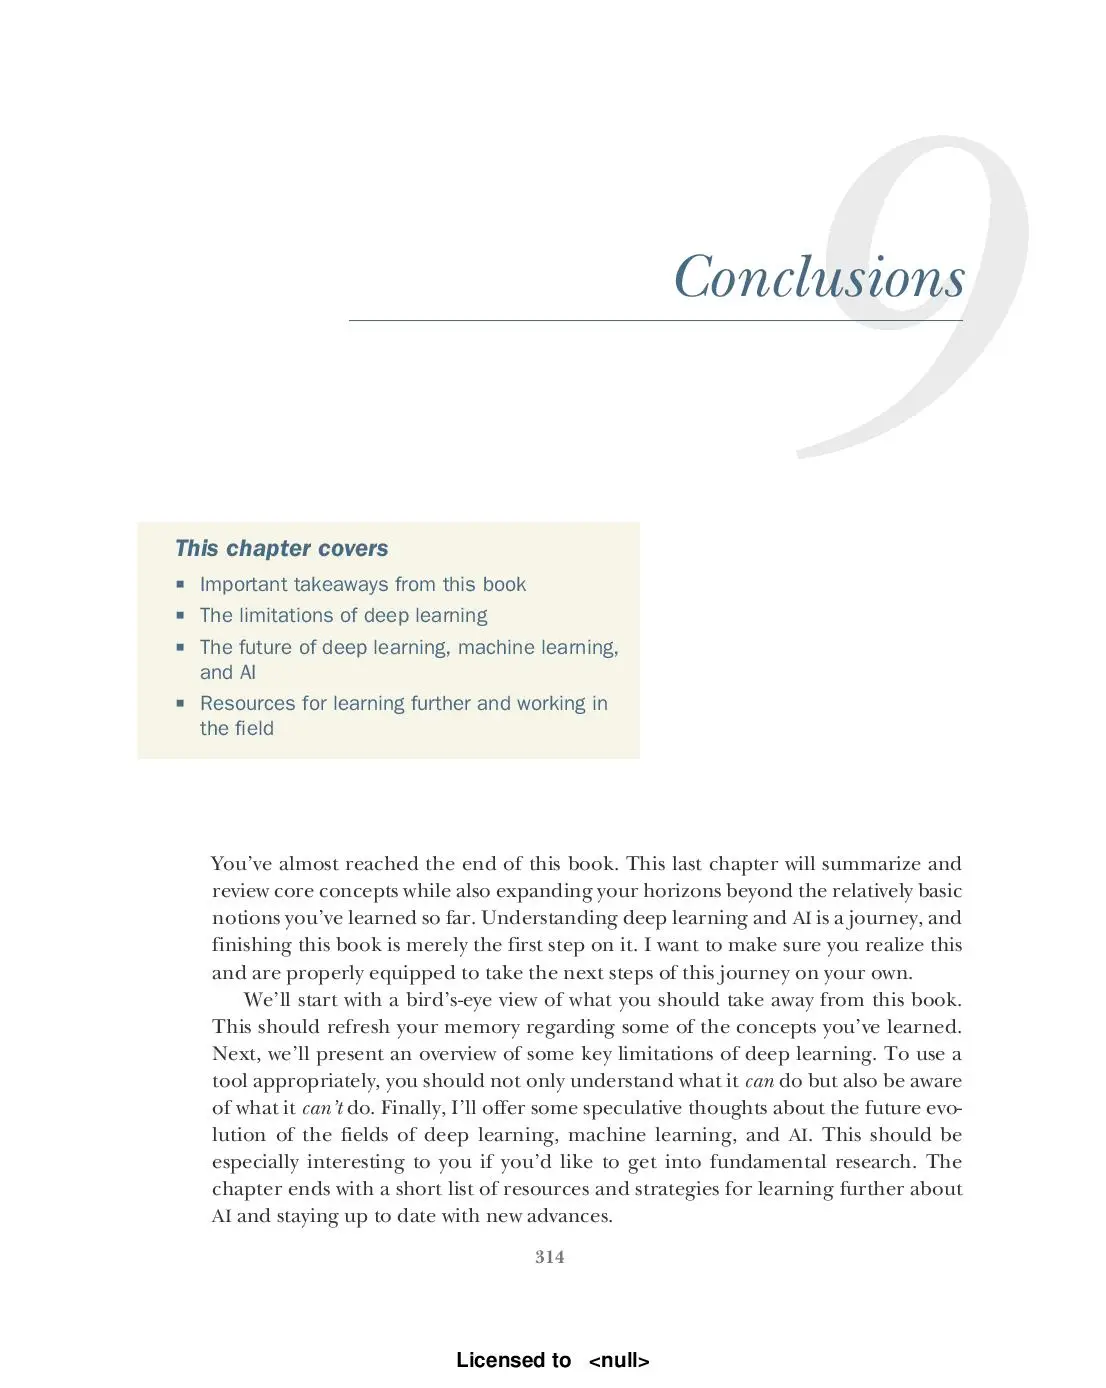 9
Conclusions
This chapter covers
▪ Important takeaways from this book
▪ The limitations of deep learning
▪ The future of deep learning, machine learning,
and AI
▪ Resources for learning further and working in
the field
You’ve almost reached the end of this book. This last chapter will summarize and
review core concepts while also expanding your horizons beyond the relatively basic
notions you’ve learned so far. Understanding deep learning and AI is a journey, and
finishing this book is merely the first step on it. I want to make sure you realize this
and are properly equipped to take the next steps of this journey on your own.
We’ll start with a bird’s-eye view of what you should take away from this book.
This should refresh your memory regarding some of the concepts you’ve learned.
Next, we’ll present an overview of some key limitations of deep learning. To use a
tool appropriately, you should not only understand what it can do but also be aware
of what it can’t do. Finally, I’ll offer some speculative thoughts about the future evo-
lution of the fields of deep learning, machine learning, and AI. This should be
especially interesting to you if you’d like to get into fundamental research. The
chapter ends with a short list of resources and strategies for learning further about
AI and staying up to date with new advances.
314
Licensed to <null>